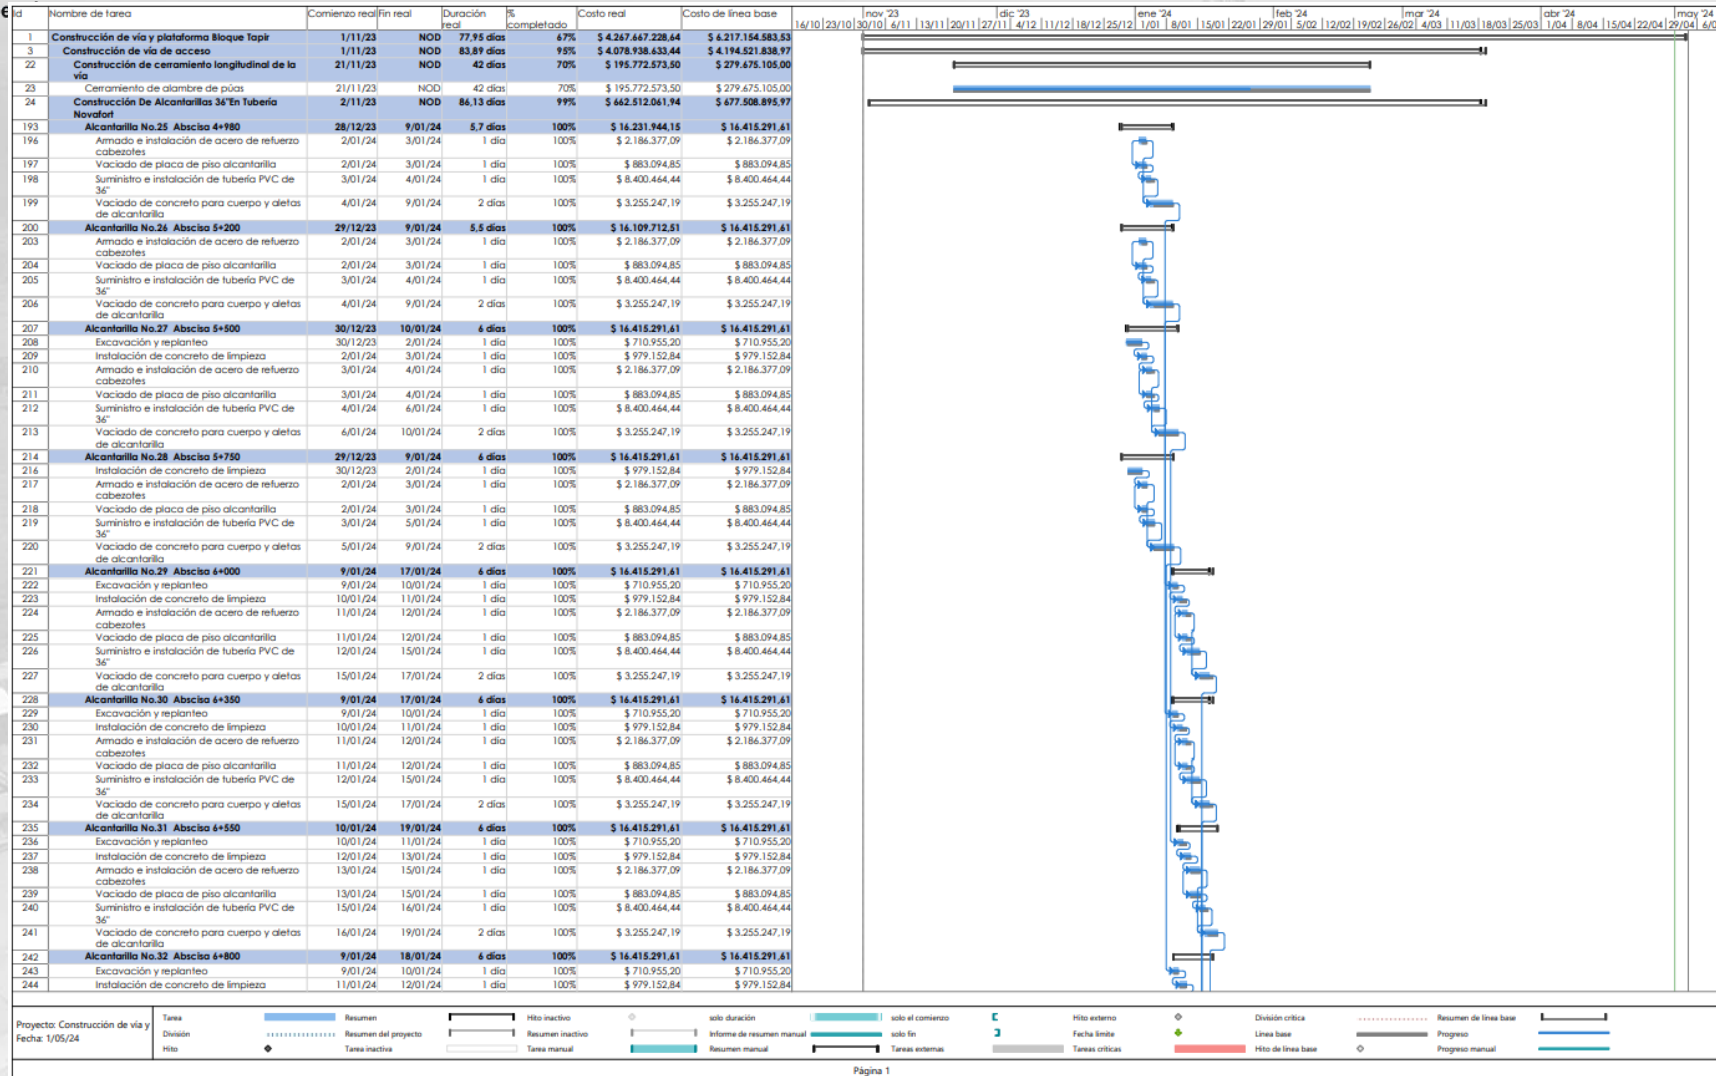 Id Nombre de tarea Comienzo real Fin real Duración real % completado Costo real Costo de línea base
nov '23 dic '23 ene '24 feb '24 mar '24 abr '24 may '24
16/10 23/10 30/10 6/11 13/11 20/11 27/11 4/12 11/12 18/12 25/12 1/01 8/01 15/01 22/01 29/01 5/02 12/02 19/02 26/02 4/03 11/03 18/03 25/03 1/04 8/04 15/04 22/04 29/04
1 Construcción de vía y plataforma Bloque Tapir 1/11/23 NOD 77,95 días 67% $ 4.267.667.228,64 $ 6.217.154.583,53
3 Construcción de vía de acceso 1/11/23 NOD 83,89 días 95% $ 4.078.938.633,44 $ 4.194.521.838,97
22 Construcción de cerramiento longitudinal de la vía 21/11/23 NOD 42 días 70% $ 195.772.573,50 $ 279.675.105,00
23 Cerramiento de alambre de púas 21/11/23 NOD 42 días 70% $ 195.772.573,50 $ 279.675.105,00
24 Construcción De Alcantarillas 36"En Tubería Novafort 2/11/23 NOD 86,13 días 99% $ 662.512.061,94 $ 677.508.895,97
193 Alcantarilla No.25 Abscisa 4+980 28/12/23 9/01/24 5,7 días 100% $ 16.231.944,15 $ 16.415.291,61
196 Armado e instalación de acero de refuerzo cabezotes 2/01/24 3/01/24 1 día 100% $ 2.186.377,09 $ 2.186.377,09
197 Vaciado de placa de piso alcantarilla 2/01/24 3/01/24 1 día 100% $ 883.094,85 $ 883.094,85
198 Suministro e instalación de tubería PVC de 36" 3/01/24 4/01/24 1 día 100% $ 8.400.464,44 $ 8.400.464,44
199 Vaciado de concreto para cuerpo y aletas de alcantarilla 4/01/24 9/01/24 2 días 100% $ 3.255.247,19 $ 3.255.247,19
200 Alcantarilla No.26 Abscisa 5+200 29/12/23 9/01/24 5,5 días 100% $ 16.109.712,51 $ 16.415.291,61
203 Armado e instalación de acero de refuerzo cabezotes 2/01/24 3/01/24 1 día 100% $ 2.186.377,09 $ 2.186.377,09
204 Vaciado de placa de piso alcantarilla 2/01/24 3/01/24 1 día 100% $ 883.094,85 $ 883.094,85
205 Suministro e instalación de tubería PVC de 36" 3/01/24 4/01/24 1 día 100% $ 8.400.464,44 $ 8.400.464,44
206 Vaciado de concreto para cuerpo y aletas de alcantarilla 4/01/24 9/01/24 2 días 100% $ 3.255.247,19 $ 3.255.247,19
207 Alcantarilla No.27 Abscisa 5+500 30/12/23 10/01/24 6 días 100% $ 16.415.291,61 $ 16.415.291,61
208 Excavación y replanteo 30/12/23 2/01/24 1 día 100% $ 710.955,20 $ 710.955,20
209 Instalación de concreto de limpieza 2/01/24 3/01/24 1 día 100% $ 979.152,84 $ 979.152,84
210 Armado e instalación de acero de refuerzo cabezotes 3/01/24 4/01/24 1 día 100% $ 2.186.377,09 $ 2.186.377,09
211 Vaciado de placa de piso alcantarilla 3/01/24 4/01/24 1 día 100% $ 883.094,85 $ 883.094,85
212 Suministro e instalación de tubería PVC de 36" 4/01/24 6/01/24 1 día 100% $ 8.400.464,44 $ 8.400.464,44
213 Vaciado de concreto para cuerpo y aletas de alcantarilla 6/01/24 10/01/24 2 días 100% $ 3.255.247,19 $ 3.255.247,19
214 Alcantarilla No.28 Abscisa 5+750 29/12/23 9/01/24 6 días 100% $ 16.415.291,61 $ 16.415.291,61
216 Instalación de concreto de limpieza 30/12/23 2/01/24 1 día 100% $ 979.152,84 $ 979.152,84
217 Armado e instalación de acero de refuerzo cabezotes 2/01/24 3/01/24 1 día 100% $ 2.186.377,09 $ 2.186.377,09
218 Vaciado de placa de piso alcantarilla 2/01/24 3/01/24 1 día 100% $ 883.094,85 $ 883.094,85
219 Suministro e instalación de tubería PVC de 36" 3/01/24 5/01/24 1 día 100% $ 8.400.464,44 $ 8.400.464,44
220 Vaciado de concreto para cuerpo y aletas de alcantarilla 5/01/24 9/01/24 2 días 100% $ 3.255.247,19 $ 3.255.247,19
221 Alcantarilla No.29 Abscisa 6+000 9/01/24 17/01/24 6 días 100% $ 16.415.291,61 $ 16.415.291,61
222 Excavación y replanteo 9/01/24 10/01/24 1 día 100% $ 710.955,20 $ 710.955,20
223 Instalación de concreto de limpieza 10/01/24 11/01/24 1 día 100% $ 979.152,84 $ 979.152,84
224 Armado e instalación de acero de refuerzo cabezotes 11/01/24 12/01/24 1 día 100% $ 2.186.377,09 $ 2.186.377,09
225 Vaciado de placa de piso alcantarilla 11/01/24 12/01/24 1 día 100% $ 883.094,85 $ 883.094,85
226 Suministro e instalación de tubería PVC de 36" 12/01/24 15/01/24 1 día 100% $ 8.400.464,44 $ 8.400.464,44
227 Vaciado de concreto para cuerpo y aletas de alcantarilla 15/01/24 17/01/24 2 días 100% $ 3.255.247,19 $ 3.255.247,19
228 Alcantarilla No.30 Abscisa 6+350 9/01/24 17/01/24 6 días 100% $ 16.415.291,61 $ 16.415.291,61
229 Excavación y replanteo 9/01/24 10/01/24 1 día 100% $ 710.955,20 $ 710.955,20
230 Instalación de concreto de limpieza 10/01/24 11/01/24 1 día 100% $ 979.152,84 $ 979.152,84
231 Armado e instalación de acero de refuerzo cabezotes 11/01/24 12/01/24 1 día 100% $ 2.186.377,09 $ 2.186.377,09
232 Vaciado de placa de piso alcantarilla 11/01/24 12/01/24 1 día 100% $ 883.094,85 $ 883.094,85
233 Suministro e instalación de tubería PVC de 36" 12/01/24 15/01/24 1 día 100% $ 8.400.464,44 $ 8.400.464,44
234 Vaciado de concreto para cuerpo y aletas de alcantarilla 15/01/24 17/01/24 2 días 100% $ 3.255.247,19 $ 3.255.247,19
235 Alcantarilla No.31 Abscisa 6+550 10/01/24 19/01/24 6 días 100% $ 16.415.291,61 $ 16.415.291,61
236 Excavación y replanteo 10/01/24 11/01/24 1 día 100% $ 710.955,20 $ 710.955,20
237 Instalación de concreto de limpieza 12/01/24 13/01/24 1 día 100% $ 979.152,84 $ 979.152,84
238 Armado e instalación de acero de refuerzo cabezotes 13/01/24 15/01/24 1 día 100% $ 2.186.377,09 $ 2.186.377,09
239 Vaciado de placa de piso alcantarilla 13/01/24 15/01/24 1 día 100% $ 883.094,85 $ 883.094,85
240 Suministro e instalación de tubería PVC de 36" 15/01/24 16/01/24 1 día 100% $ 8.400.464,44 $ 8.400.464,44
241 Vaciado de concreto para cuerpo y aletas de alcantarilla 16/01/24 19/01/24 2 días 100% $ 3.255.247,19 $ 3.255.247,19
242 Alcantarilla No.32 Abscisa 6+800 9/01/24 18/01/24 6 días 100% $ 16.415.291,61 $ 16.415.291,61
243 Excavación y replanteo 9/01/24 10/01/24 1 día 100% $ 710.955,20 $ 710.955,20
244 Instalación de concreto de limpieza 11/01/24 12/01/24 1 día 100% $ 979.152,84 $ 979.152,84
Proyecto: Construcción de vía y
Fecha: 1/05/24
Tarea Resumen Hito inactivo solo duración solo el comienzo Hito externo División crítica Resumen de línea base
División Resumen del proyecto Resumen inactivo Informe de resumen manual solo fin Fecha límite Línea base Progreso
Hito Tarea inactiva Tarea manual Resumen manual Tareas externas Tareas críticas Hito de línea base Progreso manual
Página 1